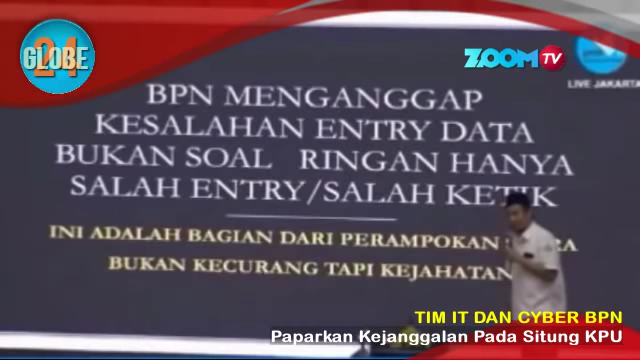 24
GLOBE
ZOOM TV
LIVE JAKARTA
BPN MENGANGGAP
KESALAHAN ENTRY DATA
BUKAN SOAL RINGAN HANYA
SALAH ENTRY/SALAH KETIK
INI ADALAH BAGIAN DARI PERAMPOKAN
BUKAN KECURANG TAPI KEJAHATAN
TIM IT DAN CYBER BPN
Paparkan Kejanggalan Pada Situng KPU